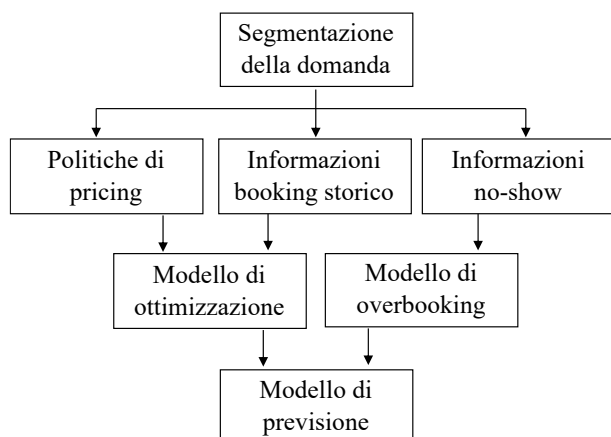 Segmentazione
della domanda
Politiche di
pricing
Informazioni
booking storico
Informazioni
no-show
Modello di
ottimizzazione
Modello di
overbooking
Modello di
previsione